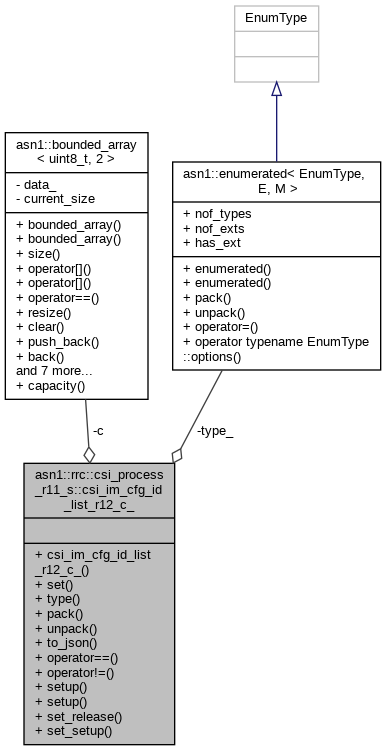 EnumType
asn1::bounded_array
< uint8_t, 2 >
- data_
- current_size
+ bounded_array()
+ bounded_array()
+ size()
+ operator[]()
+ operator[]()
+ operator==()
+ resize()
+ clear()
+ push_back()
+ back()
and 7 more...
+ capacity()
asn1::enumerated< EnumType,
E, M >
+ nof_types
+ nof_exts
+ has_ext
+ enumerated()
+ enumerated()
+ pack()
+ unpack()
+ operator=()
+ operator typename EnumType
::options()
-c
-type_
asn1::rrc::csi_process
_r11_s::csi_im_cfg_id
_list_r12_c_
+ csi_im_cfg_id_list
_r12_c_()
+ set()
+ type()
+ pack()
+ unpack()
+ to_json()
+ operator==()
+ operator!=()
+ setup()
+ setup()
+ set_release()
+ set_setup()